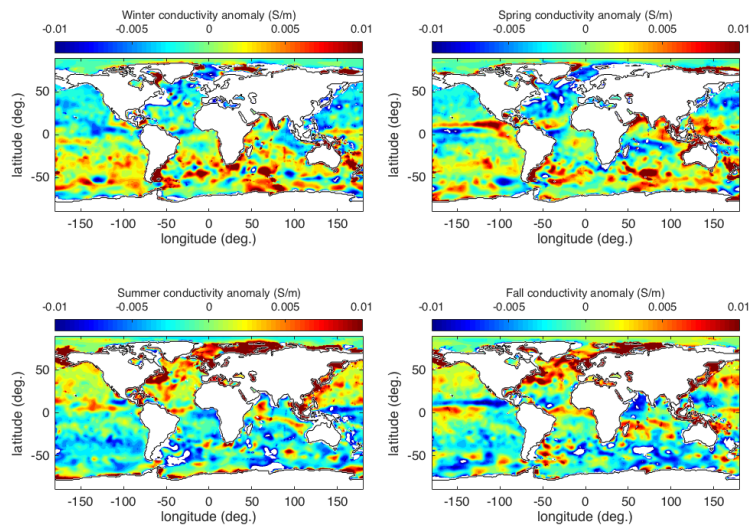 Winter conductivity anomaly (S/m)
-0.01 -0.005 0 0.005 0.01
50
0
-50
latitude (deg.)
-150 -100 -50 0 50 100 150
longitude (deg.)
Spring conductivity anomaly (S/m)
-0.01 -0.005 0 0.005 0.01
50
0
-50
latitude (deg.)
-150 -100 -50 0 50 100 150
longitude (deg.)
Summer conductivity anomaly (S/m)
-0.01 -0.005 0 0.005 0.01
50
0
-50
latitude (deg.)
-150 -100 -50 0 50 100 150
longitude (deg.)
Fall conductivity anomaly (S/m)
-0.01 -0.005 0 0.005 0.01
50
0
-50
latitude (deg.)
-150 -100 -50 0 50 100 150
longitude (deg.)